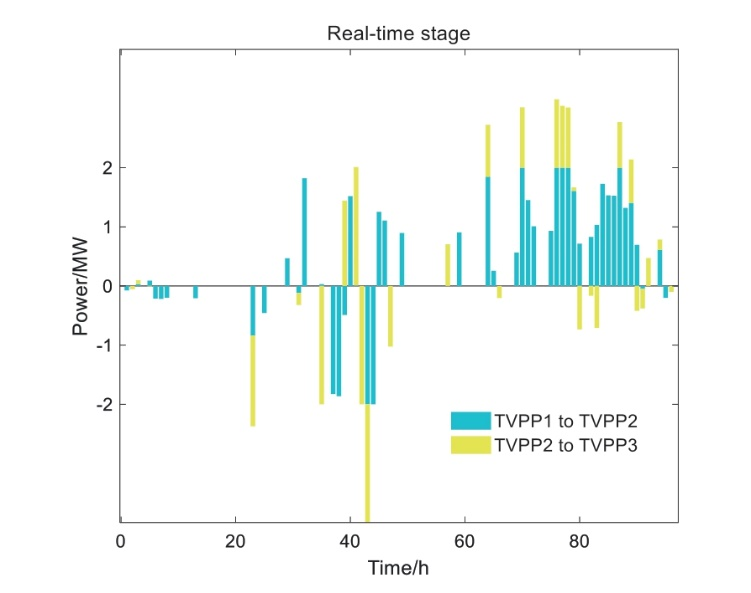 Real-time stage
Power/MW
2
1
0
-1
-2
TVPP1 to TVPP2
TVPP2 to TVPP3
0 20 40 60 80
Time/h